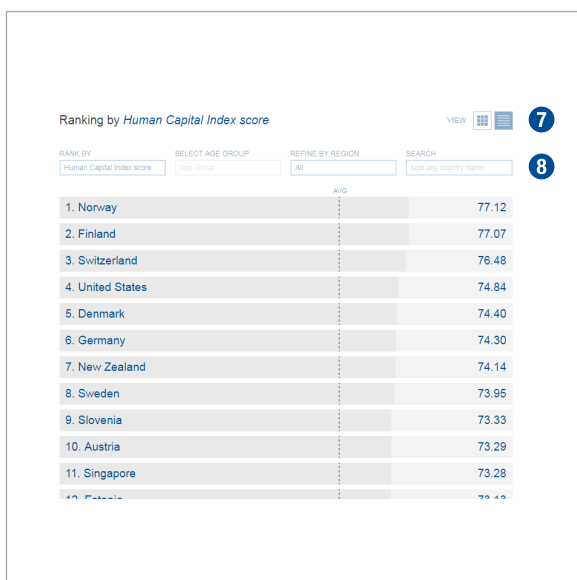 Ranking by Human Capital Index score
VIEW
7
RANK BY
SELECT AGE GROUP
REFINE BY REGION
SEARCH
8
Human Capital Index score
Age Group
All
type any country name
AVG
1. Norway 77.12
2. Finland 77.07
3. Switzerland 76.48
4. United States 74.84
5. Denmark 74.40
6. Germany 74.30
7. New Zealand 74.14
8. Sweden 73.95
9. Slovenia 73.33
10. Austria 73.29
11. Singapore 73.28
12. Estonia 73.13